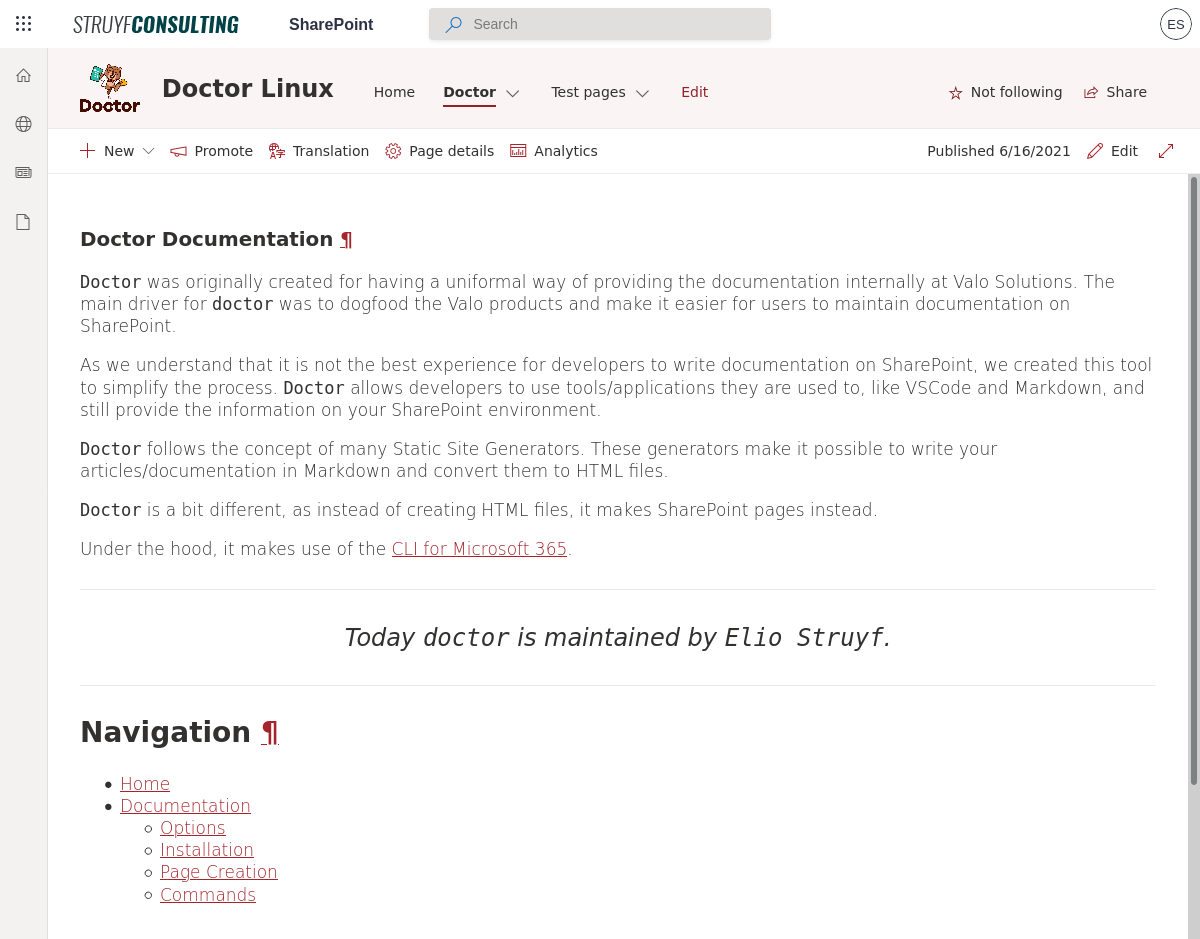 STRUYFCONSULTING
SharePoint
Search
ES
Doctor
Doctor Linux
Home
Doctor
Test pages
Edit
Not following
Share
New
Promote
Translation
Page details
Analytics
Published 6/16/2021
Edit
Doctor Documentation ¶
Doctor was originally created for having a uniformal way of providing the documentation internally at Valo Solutions. The
main driver for doctor was to dogfood the Valo products and make it easier for users to maintain documentation on
SharePoint.
As we understand that it is not the best experience for developers to write documentation on SharePoint, we created this tool
to simplify the process. Doctor allows developers to use tools/applications they are used to, like VSCode and Markdown, and
still provide the information on your SharePoint environment.
Doctor follows the concept of many Static Site Generators. These generators make it possible to write your
articles/documentation in Markdown and convert them to HTML files.
Doctor is a bit different, as instead of creating HTML files, it makes SharePoint pages instead.
Under the hood, it makes use of the CLI for Microsoft 365.
Today doctor is maintained by Elio Struyf.
Navigation ¶
Home
Documentation
Options
Installation
Page Creation
Commands